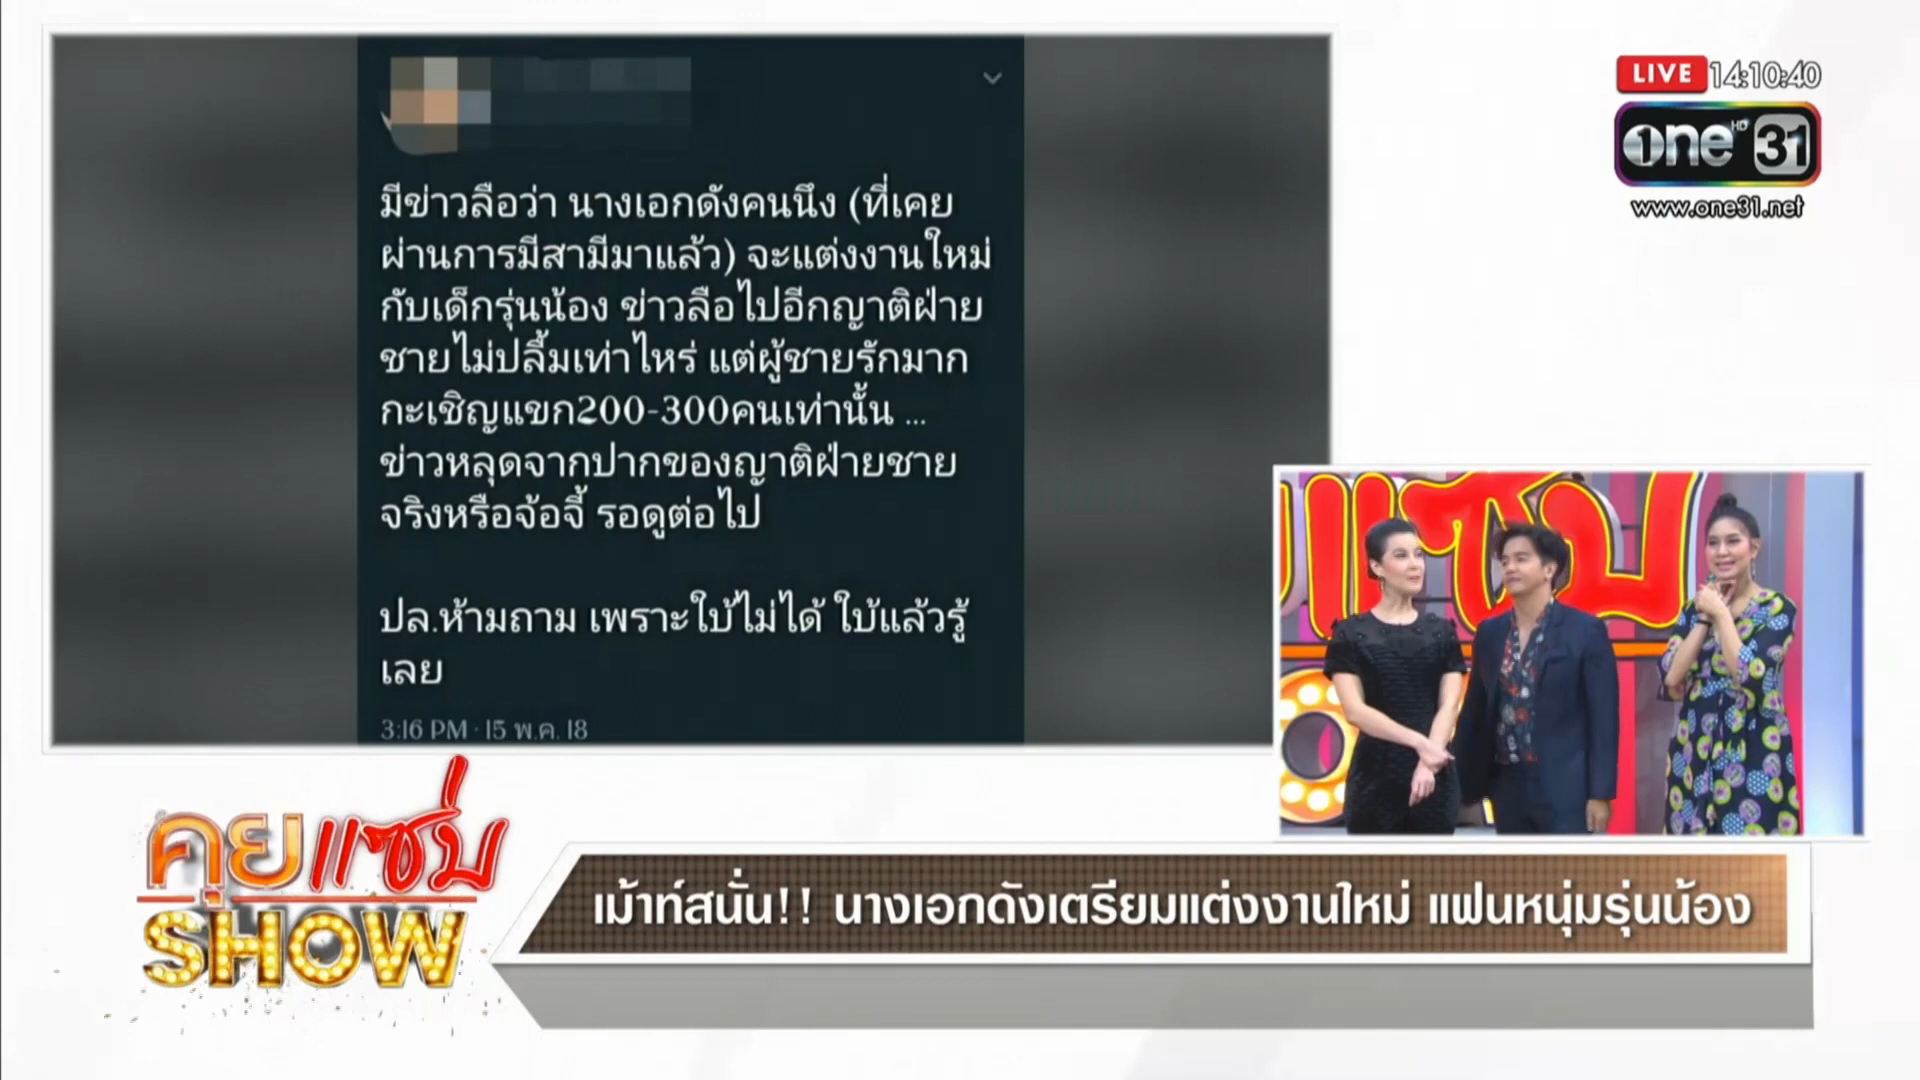 LIVE 14:10:40
one HD 31
www.one31.net
มีข่าวลือว่า นางเอกดังคนนึง (ที่เคย
ผ่านการมีสามีมาแล้ว) จะแต่งงานใหม่
กับเด็กรุ่นน้อง ข่าวลือไปอีกญาติฝ่าย
ชายไม่ปลื้มเท่าไหร่ แต่ผู้ชายรักมาก
กะเชิญแขก200-300คนเท่านั้น ...
ข่าวหลุดจากปากของญาติฝ่ายชาย
จริงหรือจ้อจี้ รอดูต่อไป
ปล.ห้ามถาม เพราะใบ้ไม่ได้ ใบ้แล้วรู้
เลย
3:16 PM · 15 พ.ค. 18
แซ่บ
คุยแซ่บ
SHOW
เม้าท์สนั่น!! นางเอกดังเตรียมแต่งงานใหม่ แฟนหนุ่มรุ่นน้อง